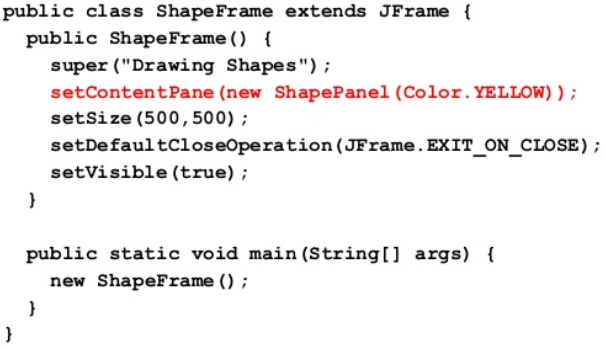 public class ShapeFrame extends JFrame {
  public ShapeFrame() {
    super("Drawing Shapes");
    setContentPane(new ShapePanel(Color.YELLOW));
    setSize(500,500);
    setDefaultCloseOperation(JFrame.EXIT_ON_CLOSE);
    setVisible(true);
  }

  public static void main(String[] args) {
    new ShapeFrame();
  }
}